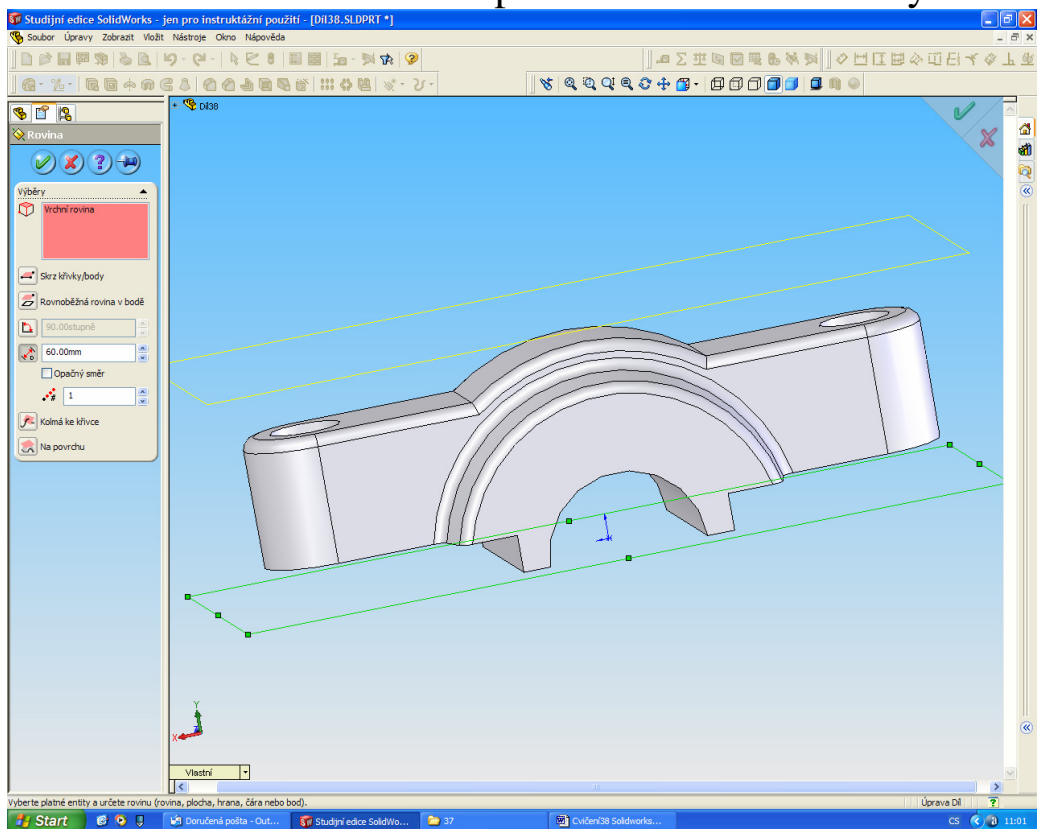 Studijní edice SolidWorks - jen pro instruktážní použití - [Díl38.SLDPRT *]
Soubor Úpravy Zobrazit Vložit Nástroje Okno Nápověda
Díl38
Rovina
Výběry
Vrchní rovina
Skrz křivky/body
Rovnoběžná rovina v bodě
90.00stupně
60.00mm
Opačný směr
1
Kolmá ke křivce
Na povrchu
Y
X
Z
Vlastní
Vyberte platné entity a určete rovinu (rovina, plocha, hrana, čára nebo bod).
Úprava Díl
Start
Doručená pošta - Out...
Studijní edice SolidWo...
37
Cvičení38 Solidworks...
CS
11:01